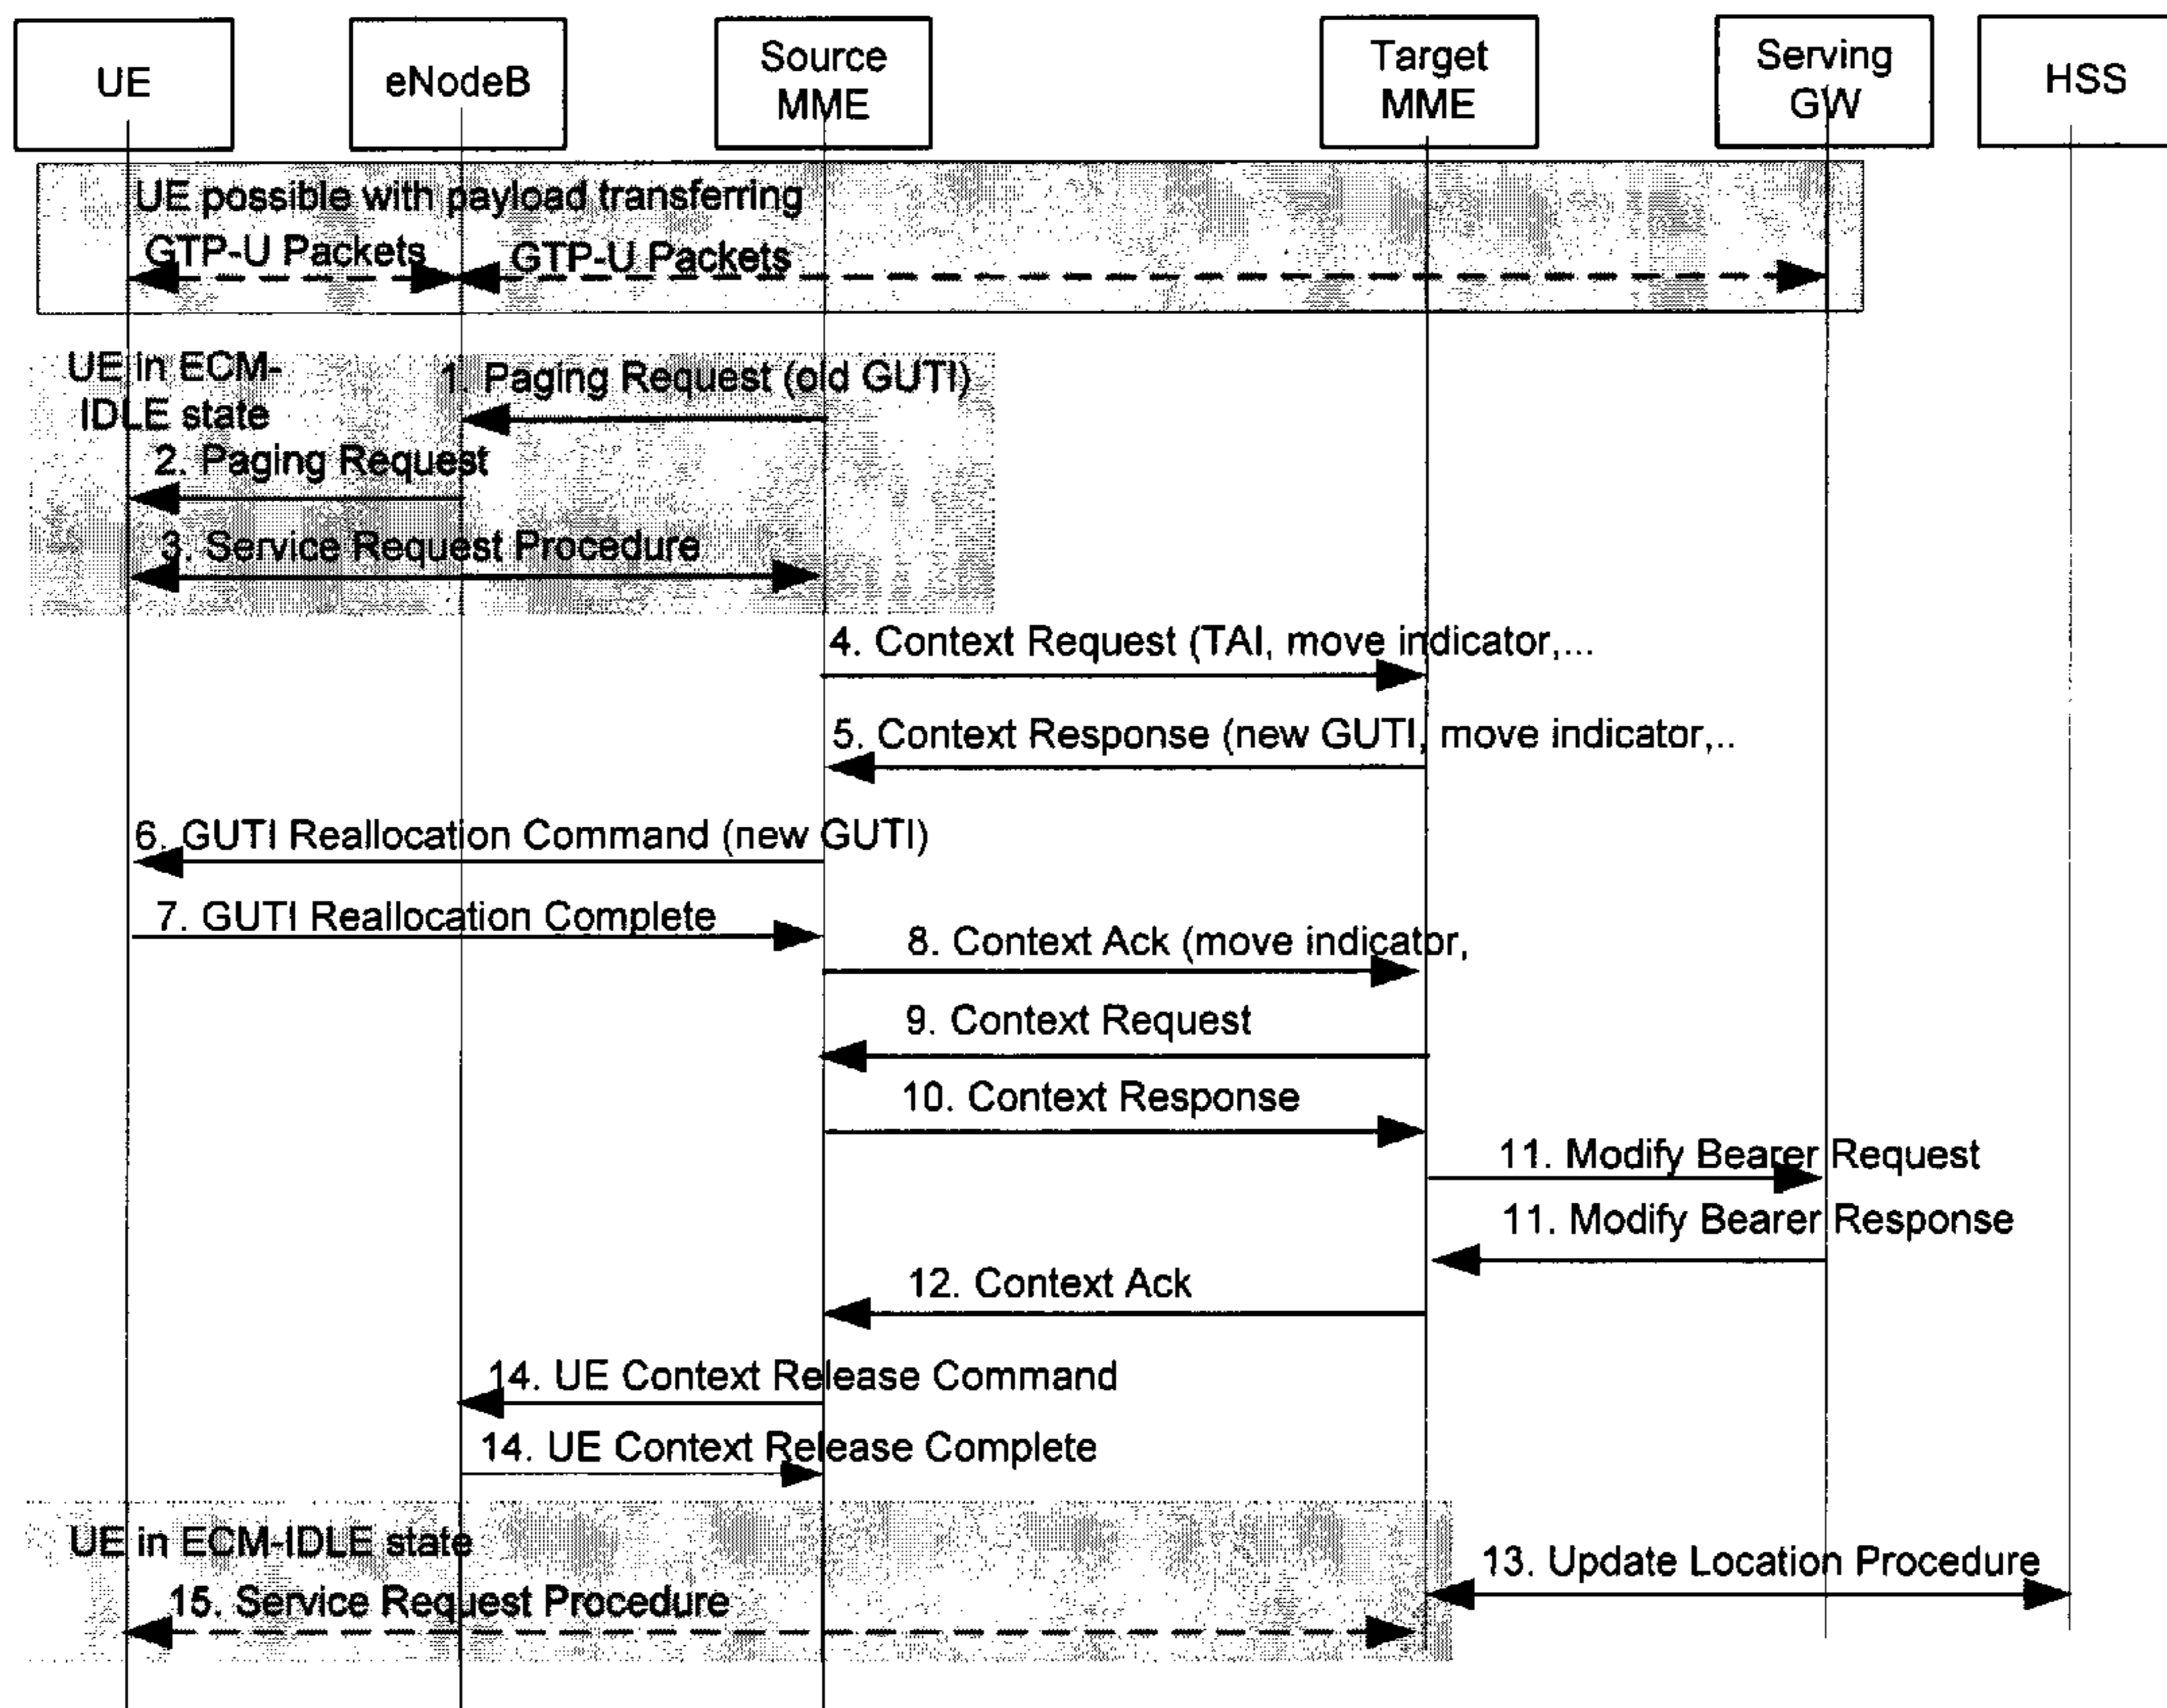 UE
eNodeB
Source
MME
Target
MME
Serving
GW
HSS
UE possible with payload transferring
GTP-U Packets
GTP-U Packets
UE in ECM-
IDLE state
1. Paging Request (old GUTI)
2. Paging Request
3. Service Request Procedure
4. Context Request (TAI, move indicator,...
5. Context Response (new GUTI, move indicator,..
6. GUTI Reallocation Command (new GUTI)
7. GUTI Reallocation Complete
8. Context Ack (move indicator,
9. Context Request
10. Context Response
11. Modify Bearer Request
11. Modify Bearer Response
12. Context Ack
14. UE Context Release Command
14. UE Context Release Complete
UE in ECM-IDLE state
13. Update Location Procedure
15. Service Request Procedure